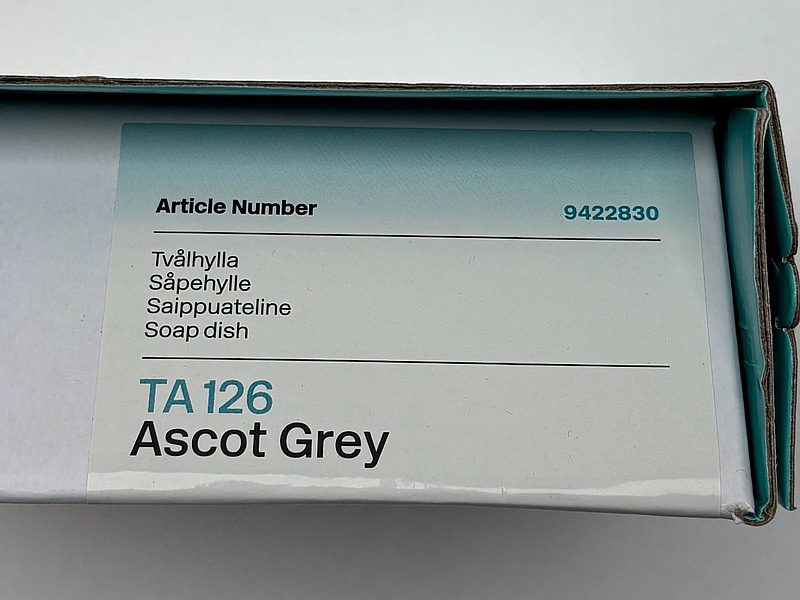 Article Number 9422830
Tvålhylla
Såpehylle
Saippuateline
Soap dish
TA 126
Ascot Grey